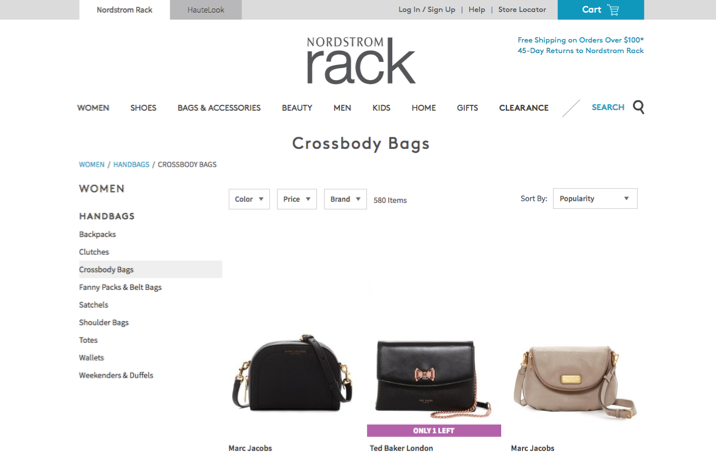 Nordstrom Rack
HauteLook
Log In / Sign Up | Help | Store Locator
Cart
NORDSTROM
rack
Free Shipping on Orders Over $100*
45-Day Returns to Nordstrom Rack
WOMEN SHOES BAGS & ACCESSORIES BEAUTY MEN KIDS HOME GIFTS CLEARANCE SEARCH
Crossbody Bags
WOMEN / HANDBAGS / CROSSBODY BAGS
WOMEN
HANDBAGS
Backpacks
Clutches
Crossbody Bags
Fanny Packs & Belt Bags
Satchels
Shoulder Bags
Totes
Wallets
Weekenders & Duffels
Color Price Brand 580 Items
Sort By: Popularity
ONLY 1 LEFT
Marc Jacobs
Ted Baker London
Marc Jacobs